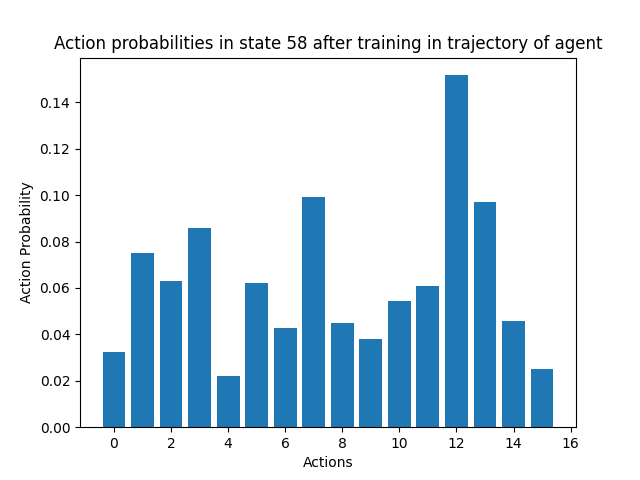 Action probabilities in state 58 after training in trajectory of agent
0.14
0.12
0.10
0.08
0.06
0.04
0.02
0.00
Action Probability
0 2 4 6 8 10 12 14 16
Actions